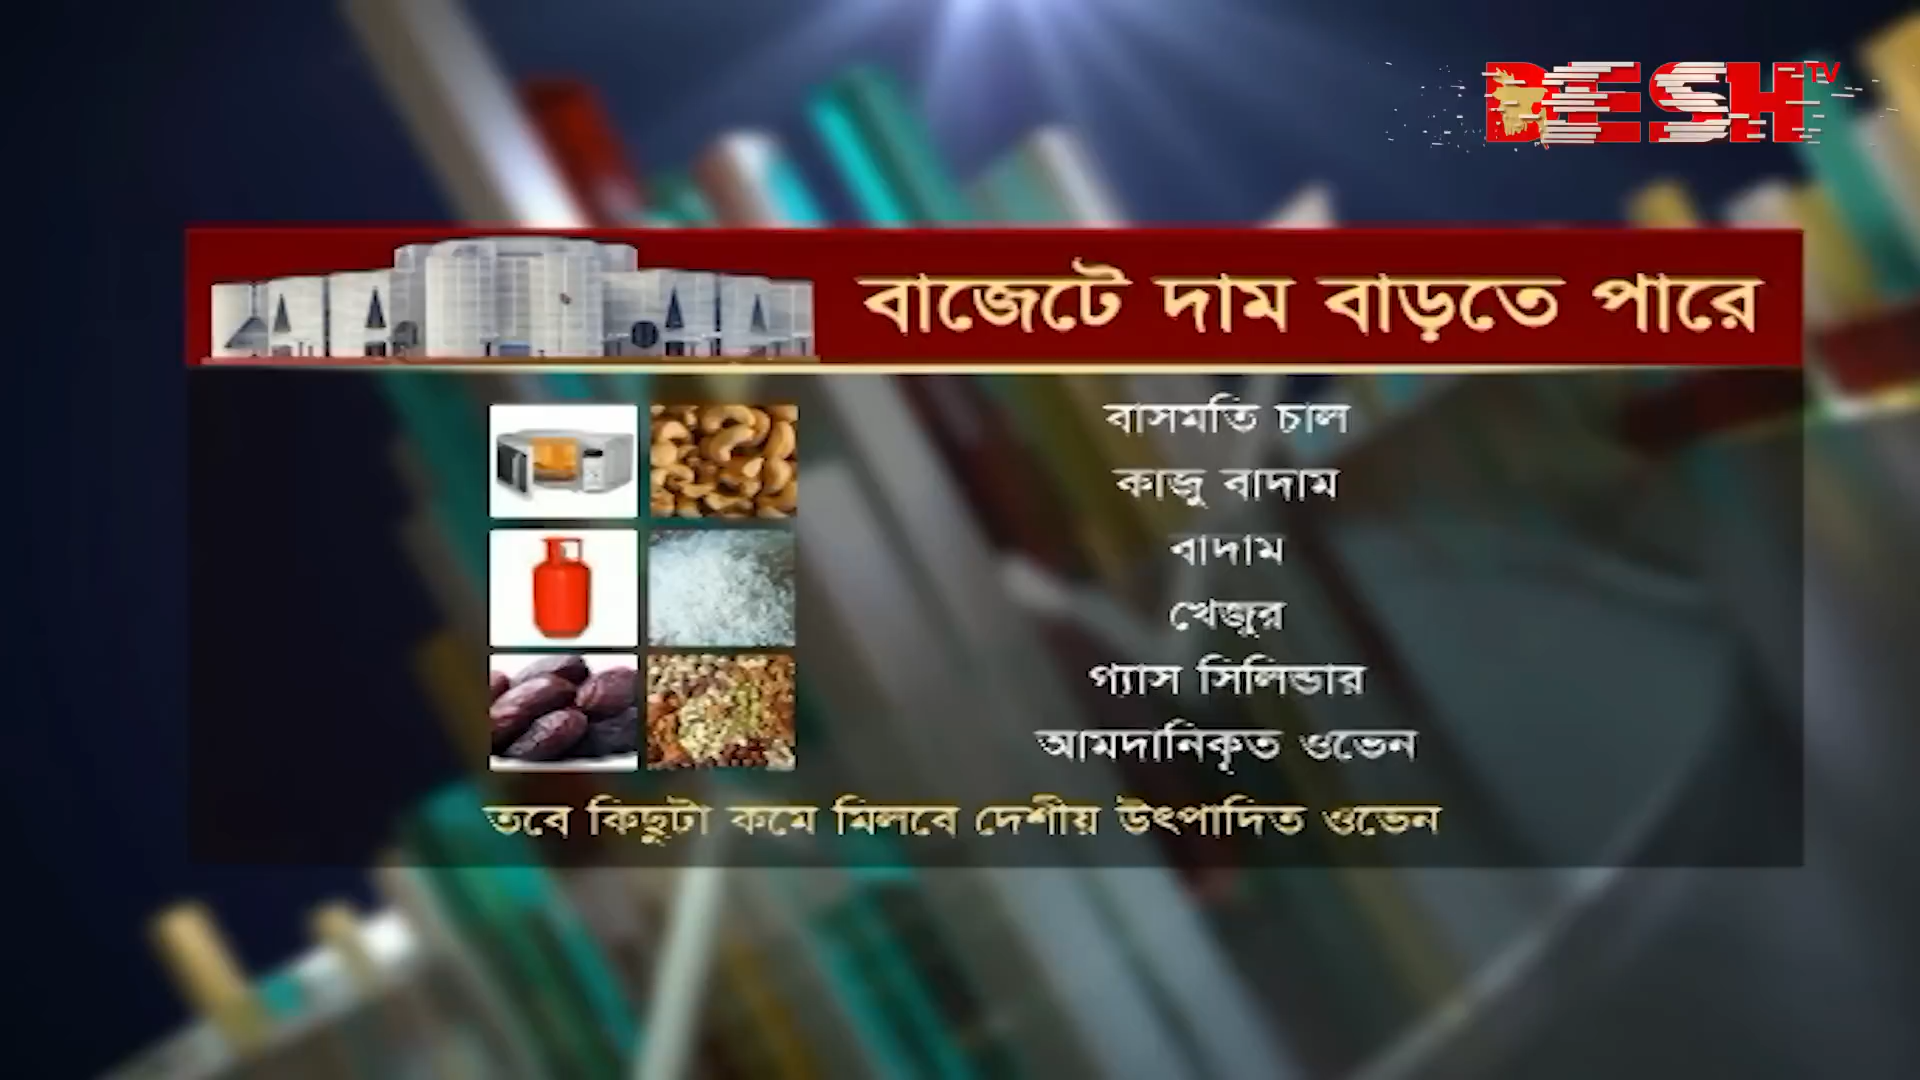 DESH TV
বাজেটে দাম বাড়তে পারে
বাসমতি চাল
কাজু বাদাম
বাদাম
খেজুর
গ্যাস সিলিন্ডার
আমদানিকৃত ওভেন
তবে কিছুটা কমে মিলবে দেশীয় উৎপাদিত ওভেন